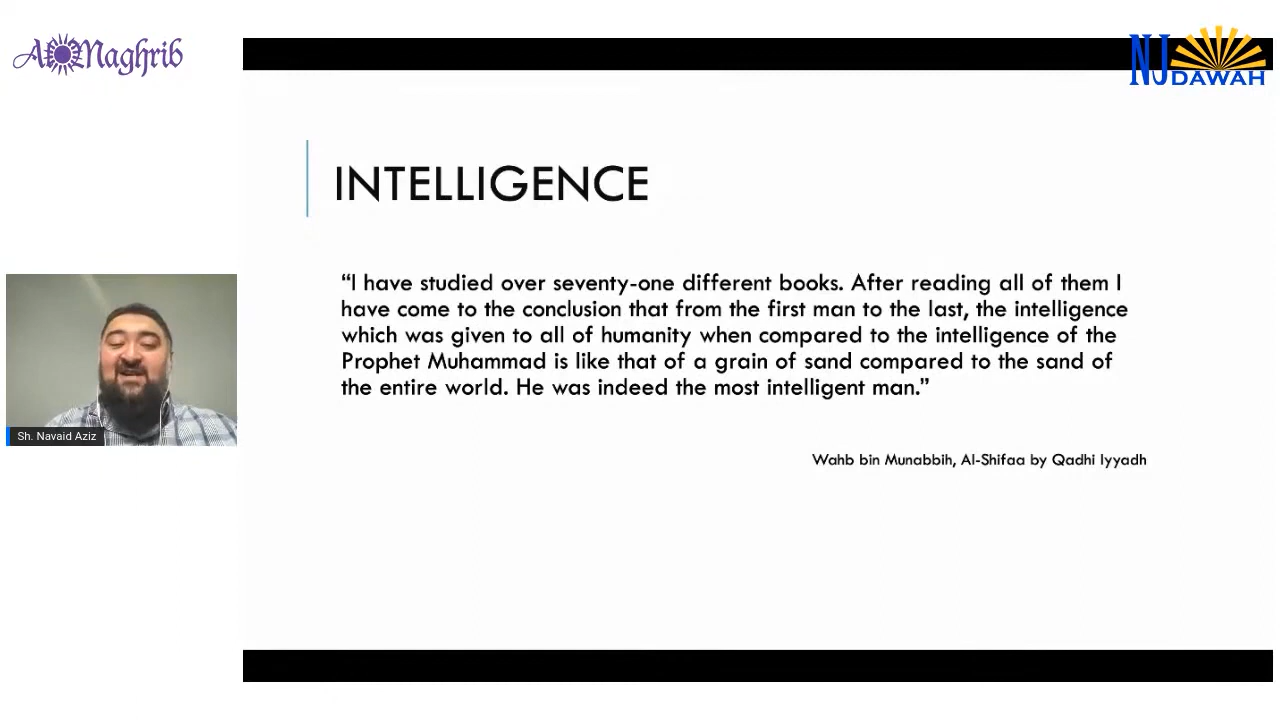 AlMaghrib
NJ DAWAH
INTELLIGENCE
“I have studied over seventy-one different books. After reading all of them I
have come to the conclusion that from the first man to the last, the intelligence
which was given to all of humanity when compared to the intelligence of the
Prophet Muhammad is like that of a grain of sand compared to the sand of
the entire world. He was indeed the most intelligent man.”
Wahb bin Munabbih, Al-Shifaa by Qadhi Iyyadh
Sh. Navaid Aziz